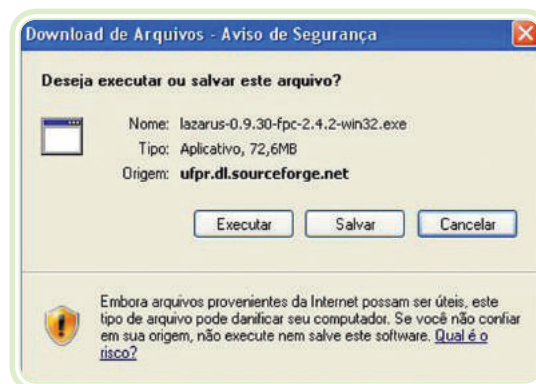 Download de Arquivos - Aviso de Segurança
Deseja executar ou salvar este arquivo?
Nome: lazarus-0.9.30-fpc-2.4.2-win32.exe
Tipo: Aplicativo, 72,6MB
Origem: ufpr.dl.sourceforge.net
Executar Salvar Cancelar
Embora arquivos provenientes da Internet possam ser úteis, este
tipo de arquivo pode danificar seu computador. Se você não confiar
em sua origem, não execute nem salve este software. Qual é o
risco?